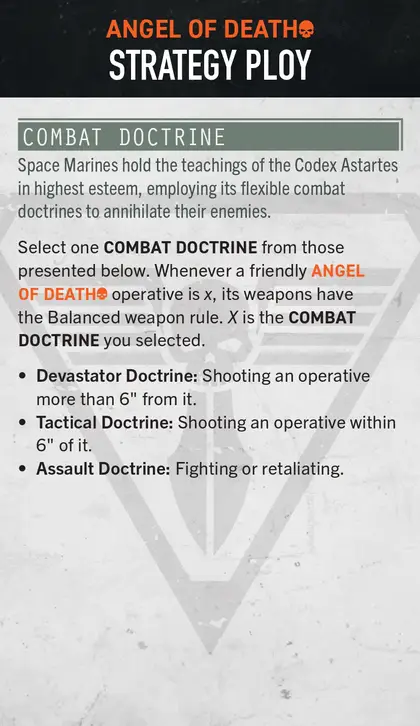 ANGEL OF DEATH
STRATEGY PLOY
COMBAT DOCTRINE
Space Marines hold the teachings of the Codex Astartes
in highest esteem, employing its flexible combat
doctrines to annihilate their enemies.
Select one COMBAT DOCTRINE from those
presented below. Whenever a friendly ANGEL
OF DEATH operative is x, its weapons have
the Balanced weapon rule. X is the COMBAT
DOCTRINE you selected.
• Devastator Doctrine: Shooting an operative
more than 6" from it.
• Tactical Doctrine: Shooting an operative within
6" of it.
• Assault Doctrine: Fighting or retaliating.